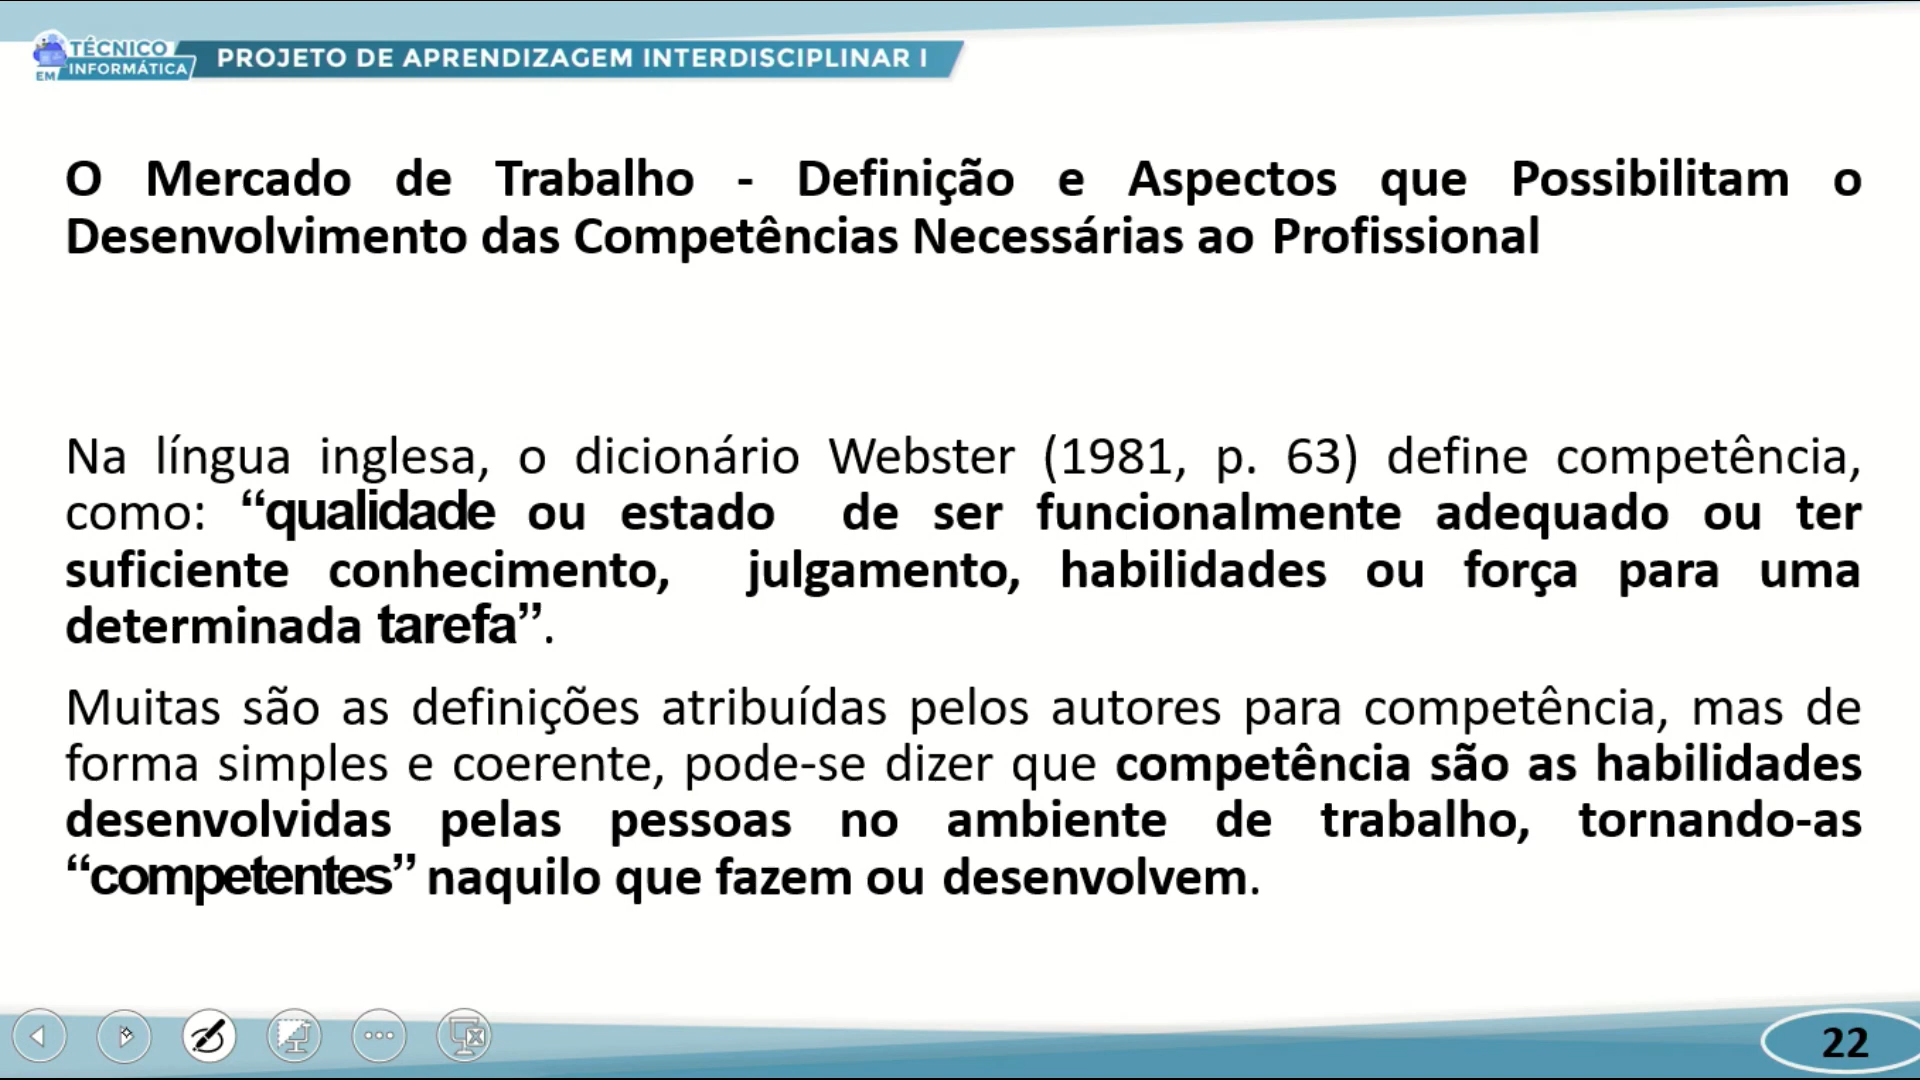 TÉCNICO
EM INFORMÁTICA
PROJETO DE APRENDIZAGEM INTERDISCIPLINAR I
O Mercado de Trabalho - Definição e Aspectos que Possibilitam o
Desenvolvimento das Competências Necessárias ao Profissional
Na língua inglesa, o dicionário Webster (1981, p. 63) define competência,
como: “qualidade ou estado de ser funcionalmente adequado ou ter
suficiente conhecimento, julgamento, habilidades ou força para uma
determinada tarefa”.
Muitas são as definições atribuídas pelos autores para competência, mas de
forma simples e coerente, pode-se dizer que competência são as habilidades
desenvolvidas pelas pessoas no ambiente de trabalho, tornando-as
“competentes” naquilo que fazem ou desenvolvem.
22